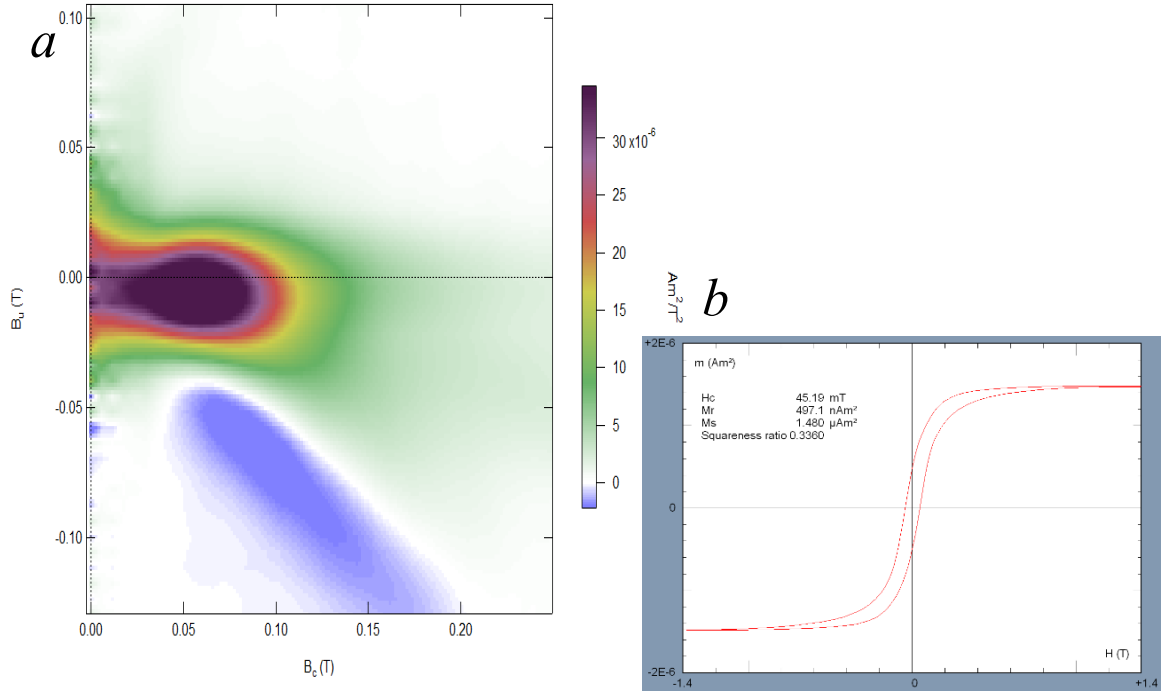 a
0.10
0.05
0.00
-0.05
-0.10
B_u (T)
0.00
0.05
0.10
0.15
0.20
B_c (T)
30 x10^-6
25
20
15
10
5
0
Am²/T²
b
+2E-6
m (Am²)
Hc 45.19 mT
Mr 497.1 nAm²
Ms 1.480 µAm²
Squareness ratio 0.3360
0
H (T)
-2E-6
-1.4
0
+1.4